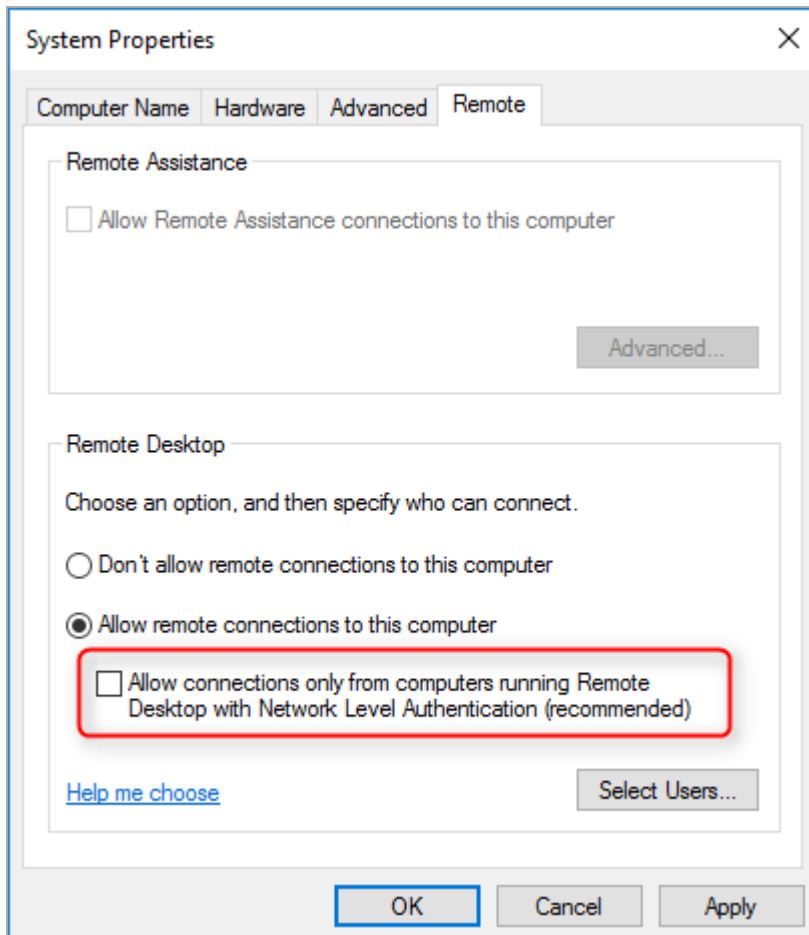 System Properties
Computer Name Hardware Advanced Remote
Remote Assistance
Allow Remote Assistance connections to this computer
Advanced...
Remote Desktop
Choose an option, and then specify who can connect.
Don't allow remote connections to this computer
Allow remote connections to this computer
Allow connections only from computers running Remote
Desktop with Network Level Authentication (recommended)
Help me choose Select Users...
OK Cancel Apply